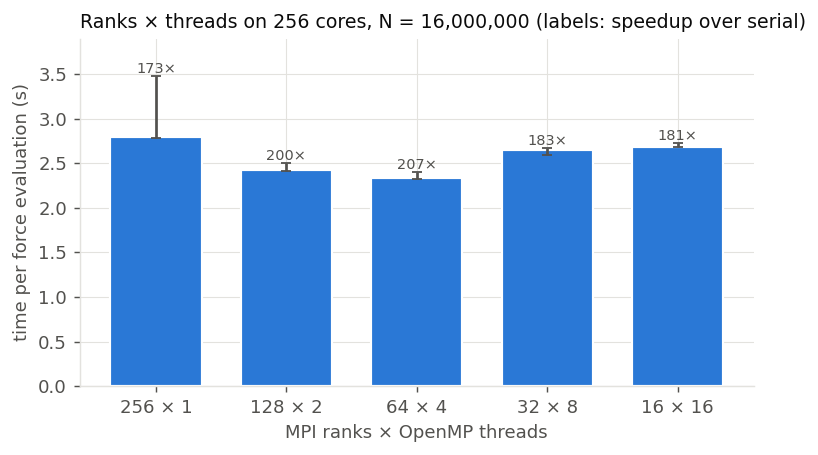 Ranks × threads on 256 cores, N = 16,000,000 (labels: speedup over serial)
time per force evaluation (s)
3.5
3.0
2.5
2.0
1.5
1.0
0.5
0.0
173×
200×
207×
183×
181×
256 × 1
128 × 2
64 × 4
32 × 8
16 × 16
MPI ranks × OpenMP threads